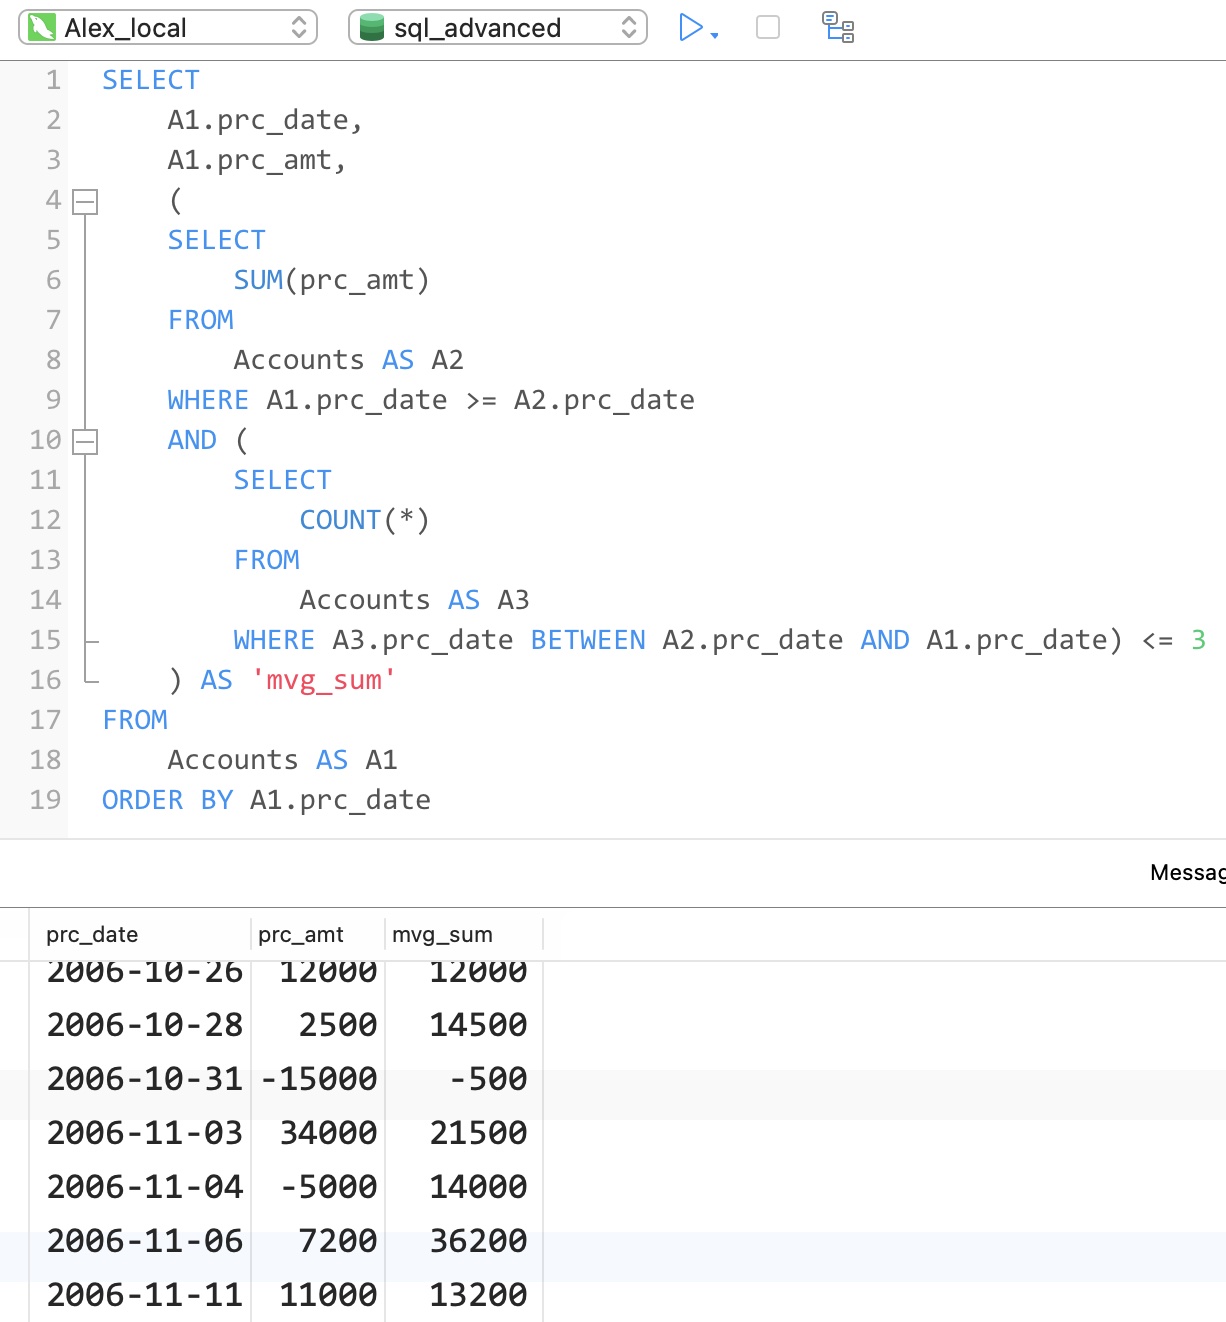 Alex_local sql_advanced
1 SELECT
2 A1.prc_date,
3 A1.prc_amt,
4 (
5 SELECT
6 SUM(prc_amt)
7 FROM
8 Accounts AS A2
9 WHERE A1.prc_date >= A2.prc_date
10 AND (
11 SELECT
12 COUNT(*)
13 FROM
14 Accounts AS A3
15 WHERE A3.prc_date BETWEEN A2.prc_date AND A1.prc_date) <= 3
16 ) AS 'mvg_sum'
17 FROM
18 Accounts AS A1
19 ORDER BY A1.prc_date
Messag
prc_date prc_amt mvg_sum
2006-10-26 12000 12000
2006-10-28 2500 14500
2006-10-31 -15000 -500
2006-11-03 34000 21500
2006-11-04 -5000 14000
2006-11-06 7200 36200
2006-11-11 11000 13200